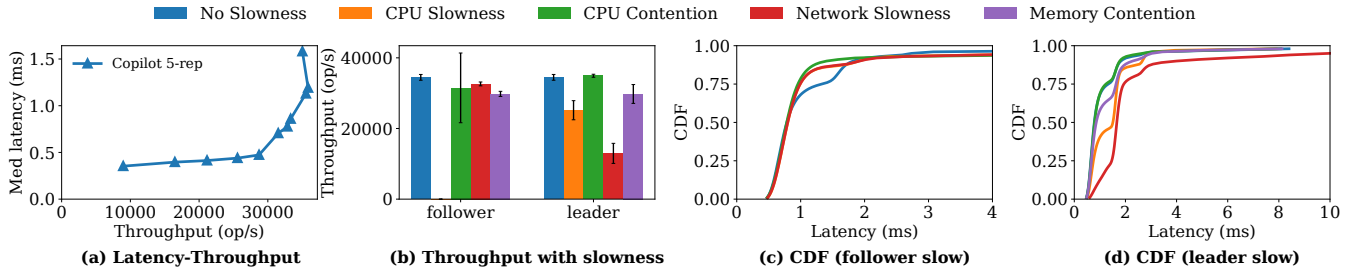 No Slowness CPU Slowness CPU Contention Network Slowness Memory Contention
Med latency (ms)
1.5
1.0
0.5
0.0
Copilot 5-rep
0 10000 20000 30000
Throughput (op/s)
(a) Latency-Throughput
Throughput (op/s)
40000
20000
0
follower leader
(b) Throughput with slowness
CDF
1.00
0.75
0.50
0.25
0.00
0 1 2 3 4
Latency (ms)
(c) CDF (follower slow)
CDF
1.00
0.75
0.50
0.25
0.00
0 2 4 6 8 10
Latency (ms)
(d) CDF (leader slow)